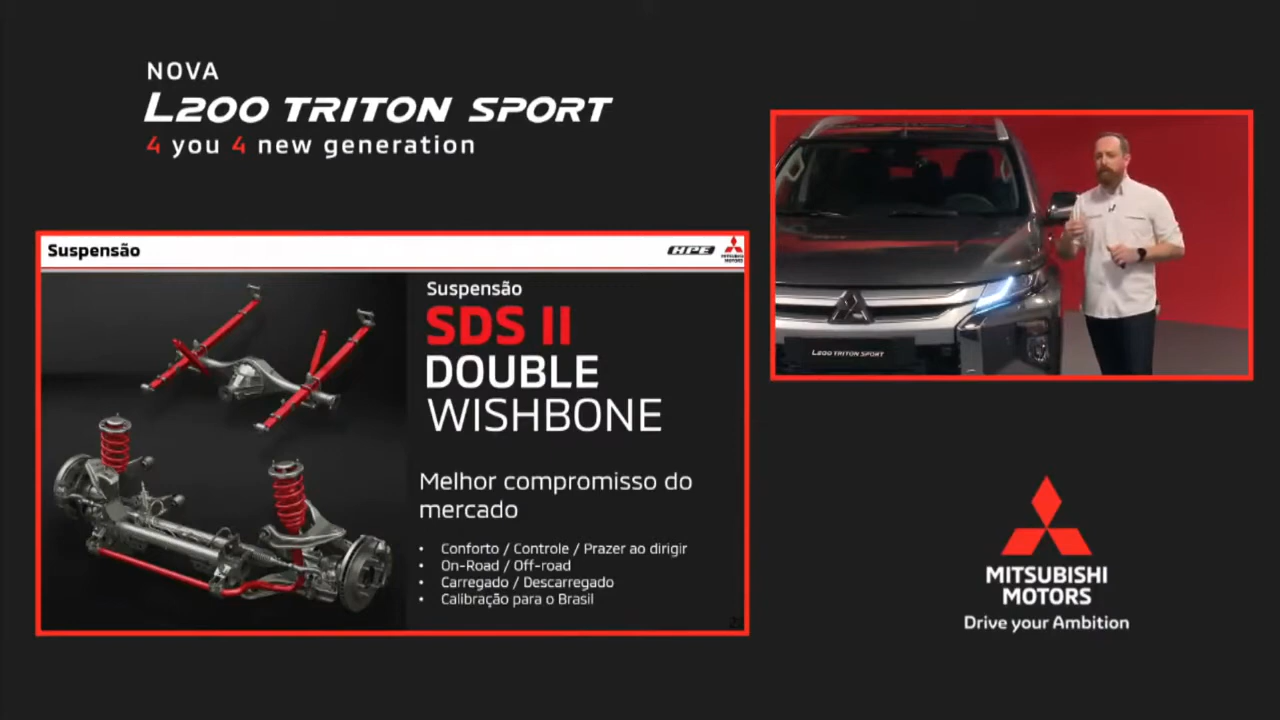 NOVA
L200 TRITON SPORT
4 you 4 new generation
Suspensão
HPE
MITSUBISHI
MOTORS
Suspensão
SDS II
DOUBLE
WISHBONE
Melhor compromisso do
mercado
• Conforto / Controle / Prazer ao dirigir
• On-Road / Off-road
• Carregado / Descarregado
• Calibração para o Brasil
L200 TRITON SPORT
MITSUBISHI
MOTORS
Drive your Ambition